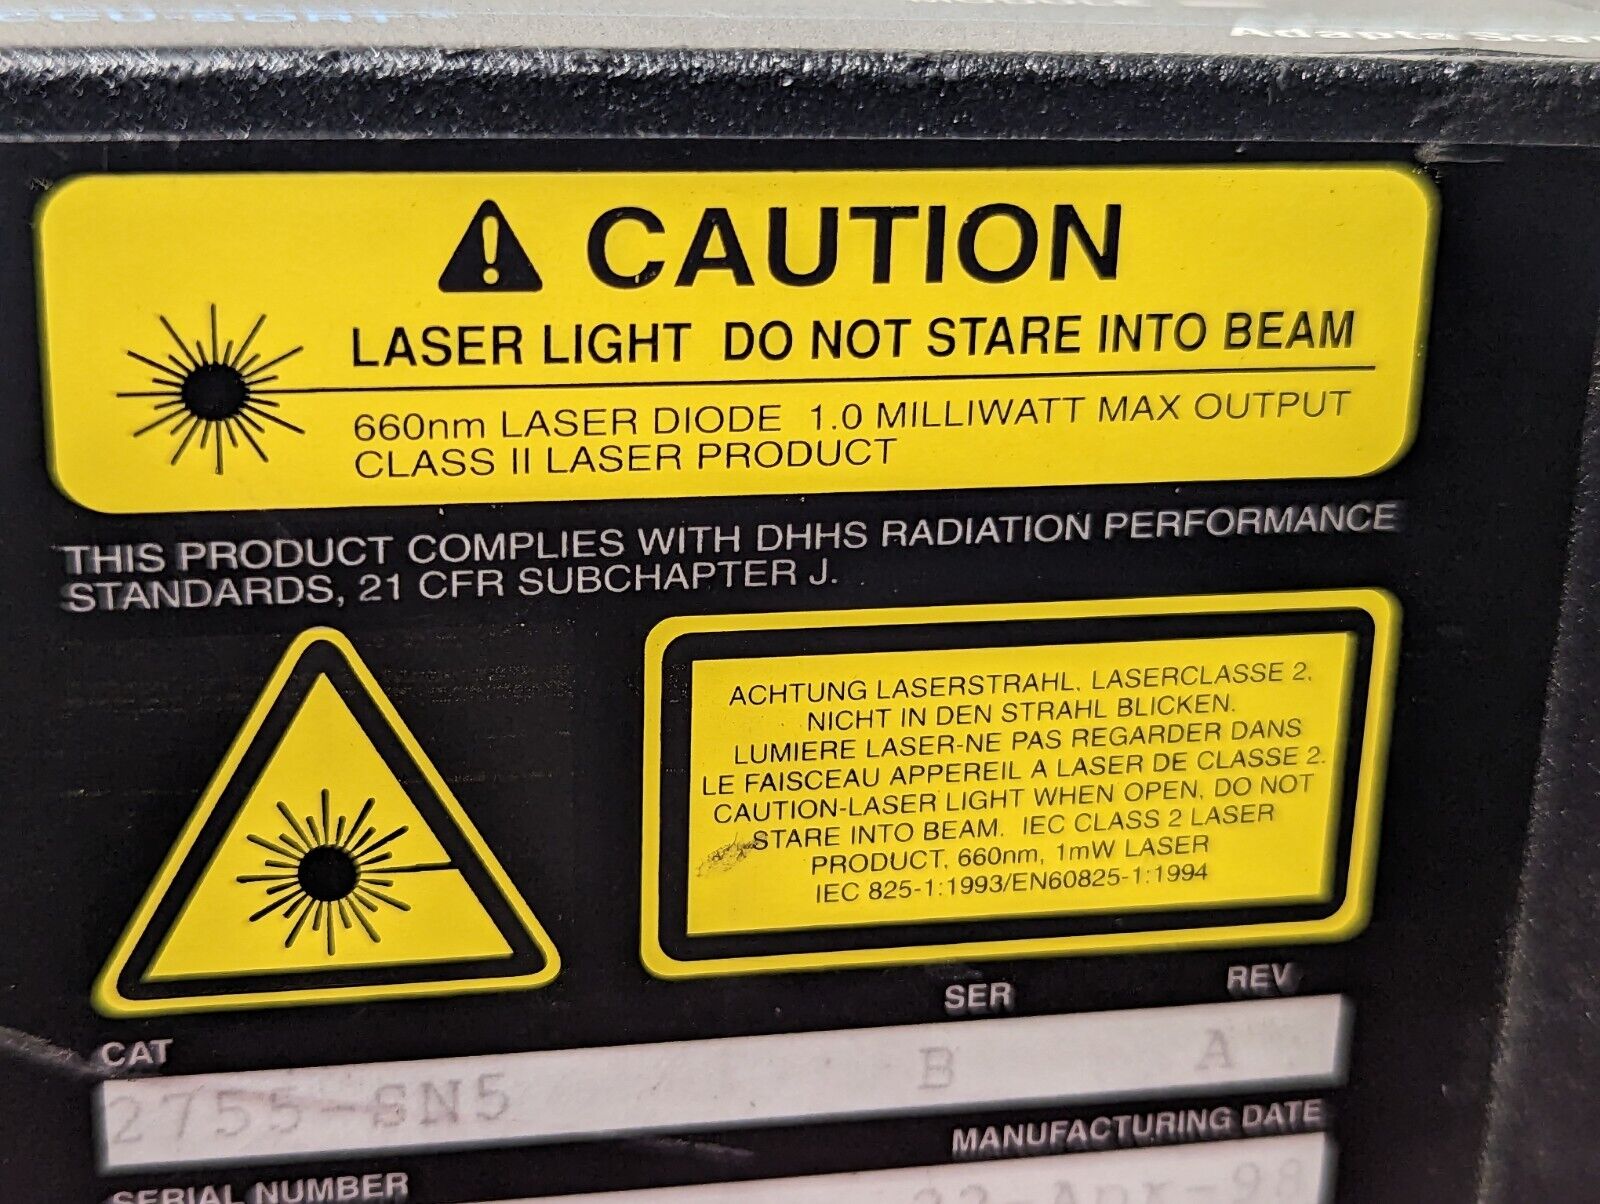 CAUTION
LASER LIGHT DO NOT STARE INTO BEAM
660nm LASER DIODE 1.0 MILLIWATT MAX OUTPUT
CLASS II LASER PRODUCT
THIS PRODUCT COMPLIES WITH DHHS RADIATION PERFORMANCE
STANDARDS, 21 CFR SUBCHAPTER J.
ACHTUNG LASERSTRAHL, LASERCLASSE 2,
NICHT IN DEN STRAHL BLICKEN.
LUMIERE LASER-NE PAS REGARDER DANS
LE FAISCEAU APPEREIL A LASER DE CLASSE 2.
CAUTION-LASER LIGHT WHEN OPEN, DO NOT
STARE INTO BEAM. IEC CLASS 2 LASER
PRODUCT, 660nm, 1mW LASER
IEC 825-1:1993/EN60825-1:1994
CAT SER REV
2755-SN5 B A
SERIAL NUMBER MANUFACTURING DATE
22-Apr-98